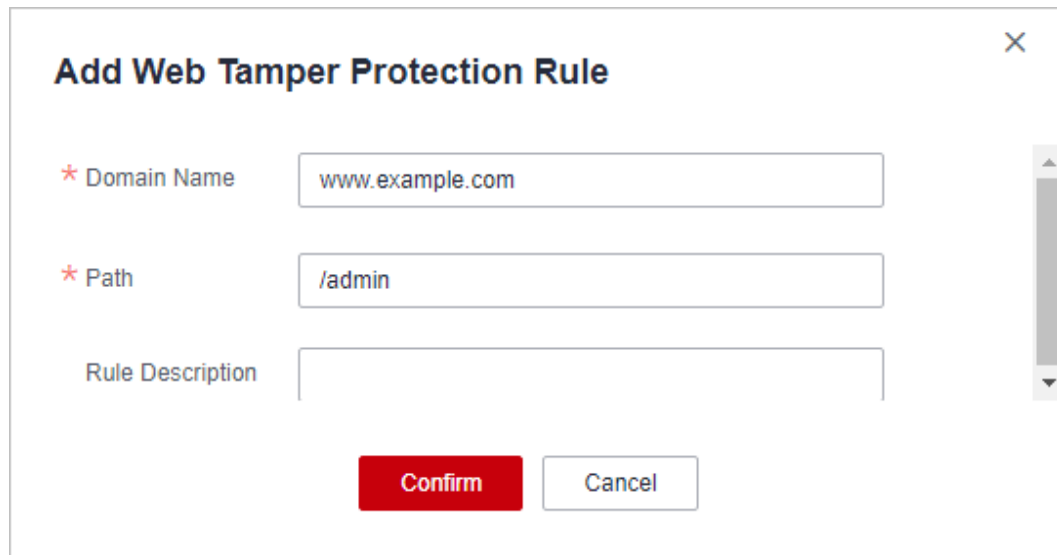 Add Web Tamper Protection Rule
* Domain Name www.example.com
* Path /admin
Rule Description
Confirm Cancel